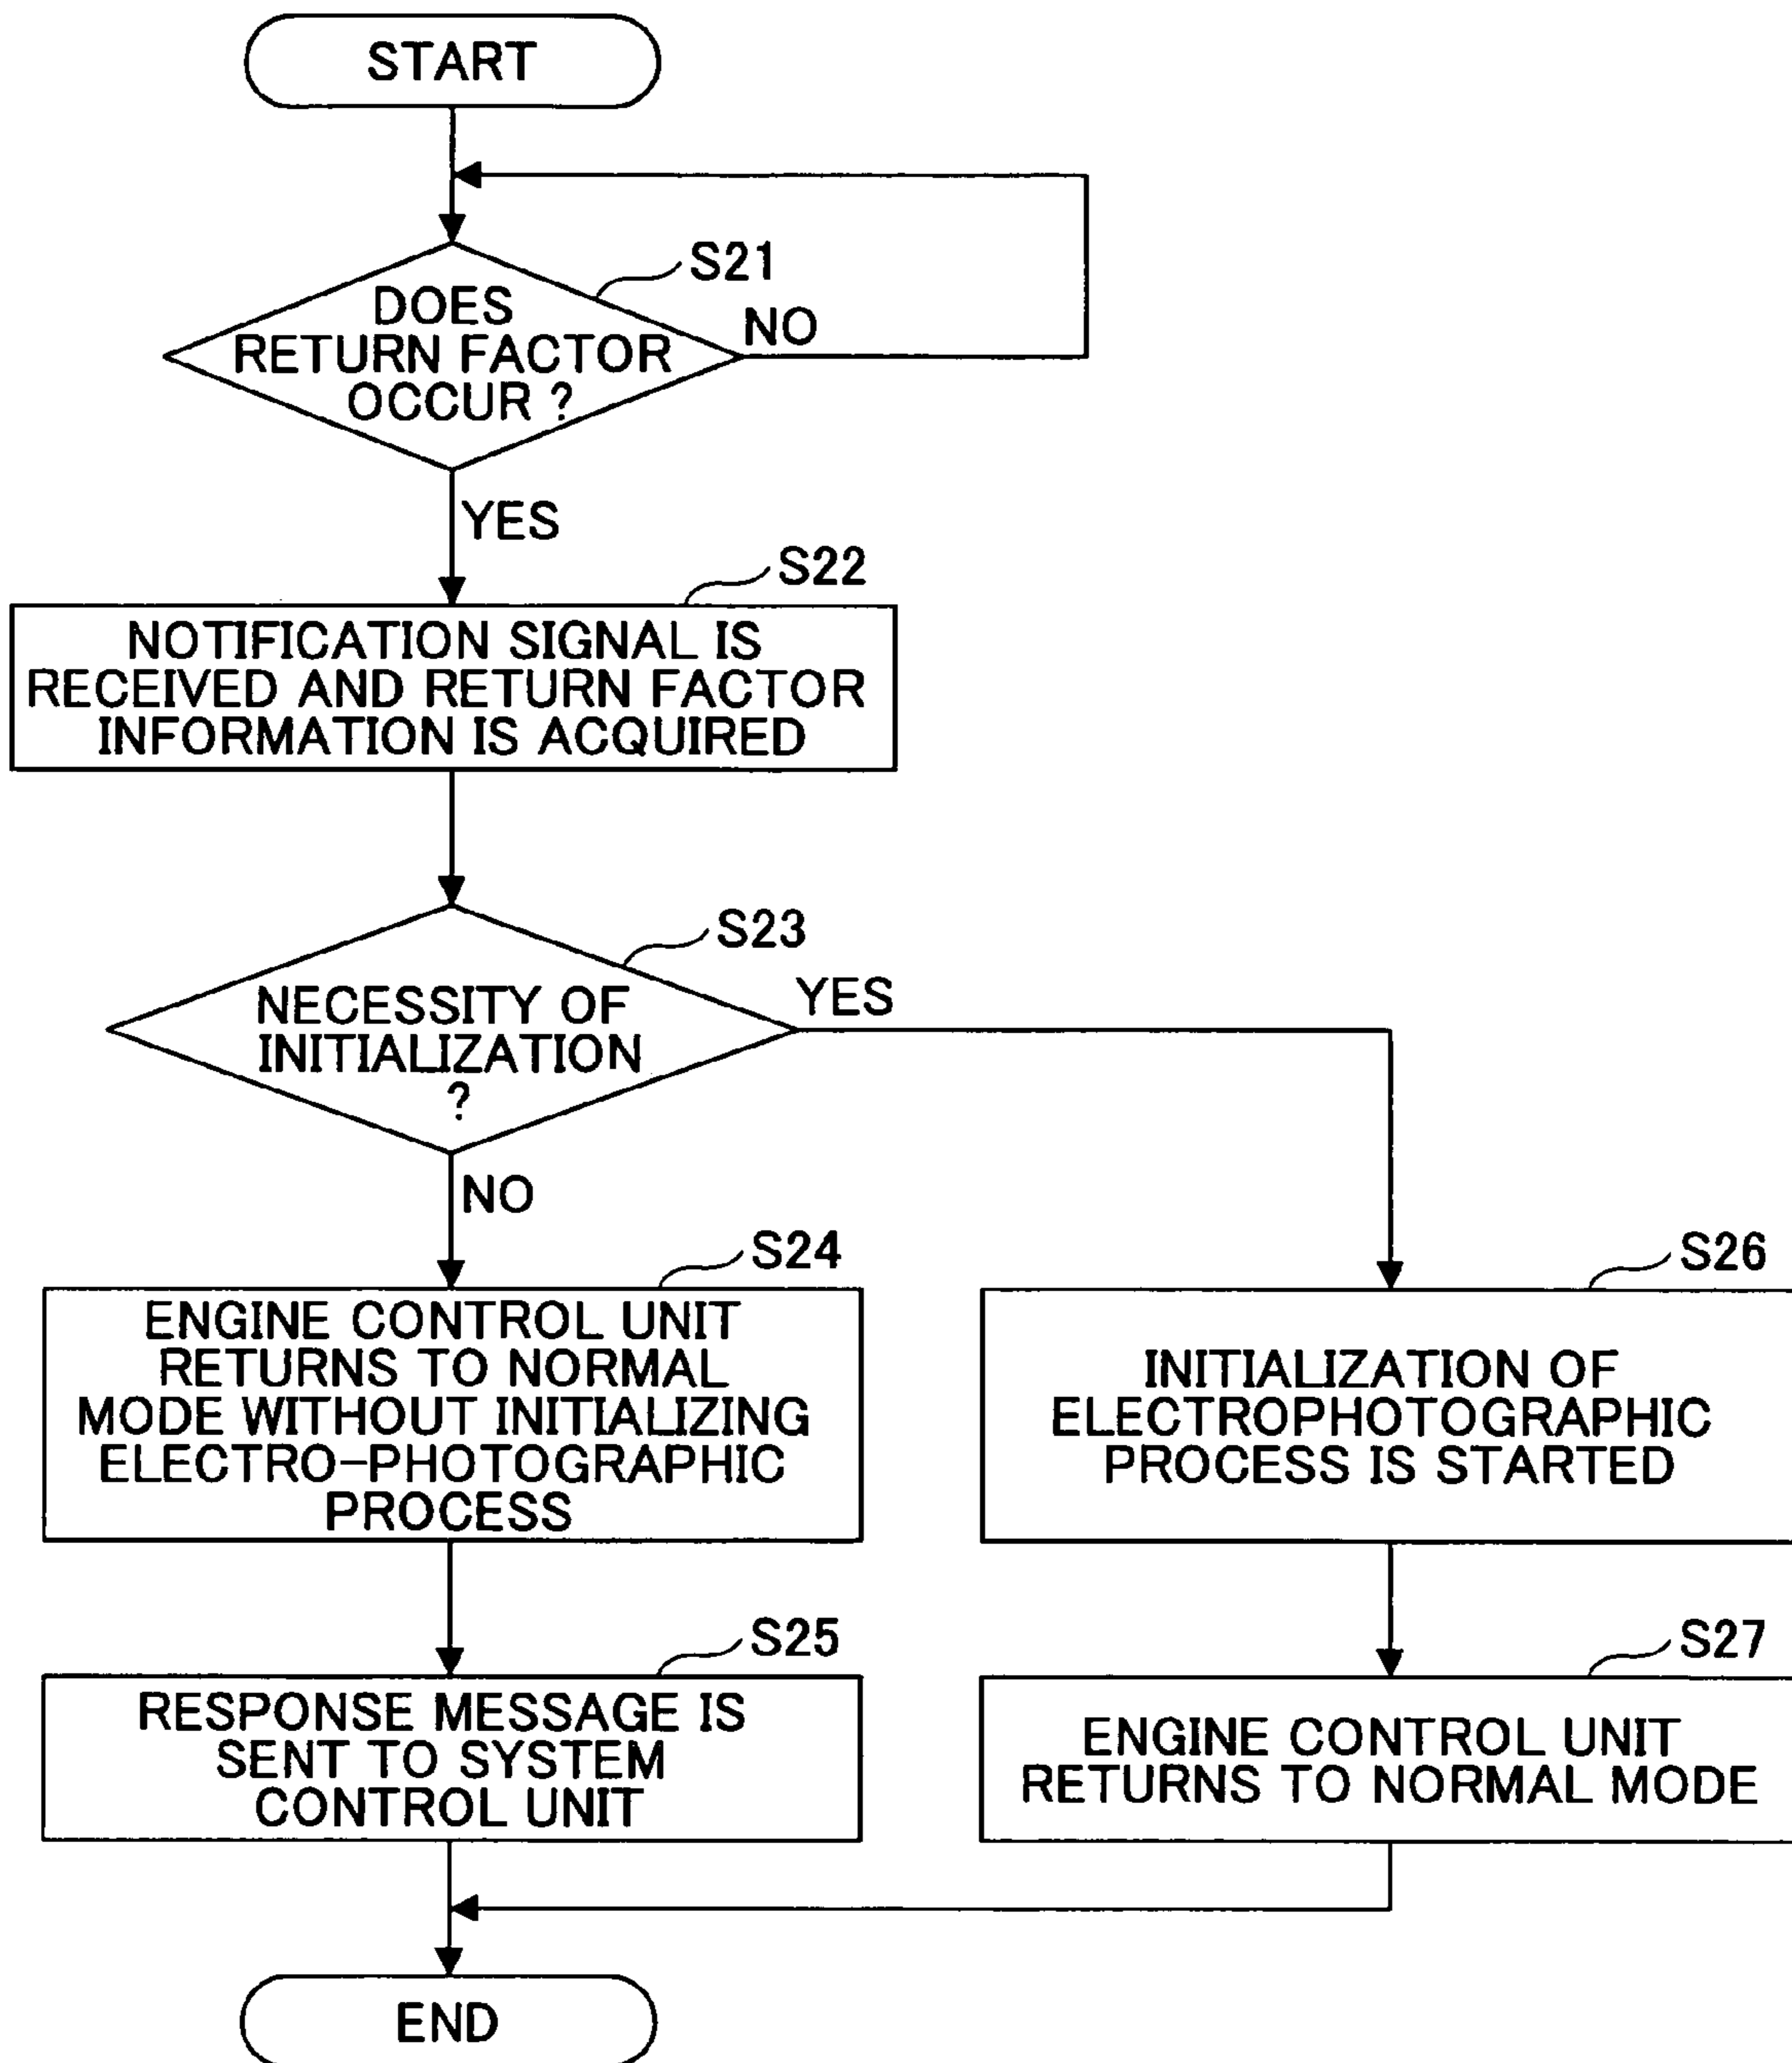 START
S21
DOES
RETURN FACTOR
OCCUR ?
NO
YES
S22
NOTIFICATION SIGNAL IS
RECEIVED AND RETURN FACTOR
INFORMATION IS ACQUIRED
S23
NECESSITY OF
INITIALIZATION
?
YES
NO
S24
ENGINE CONTROL UNIT
RETURNS TO NORMAL
MODE WITHOUT INITIALIZING
ELECTRO-PHOTOGRAPHIC
PROCESS
S26
INITIALIZATION OF
ELECTROPHOTOGRAPHIC
PROCESS IS STARTED
S25
RESPONSE MESSAGE IS
SENT TO SYSTEM
CONTROL UNIT
S27
ENGINE CONTROL UNIT
RETURNS TO NORMAL MODE
END